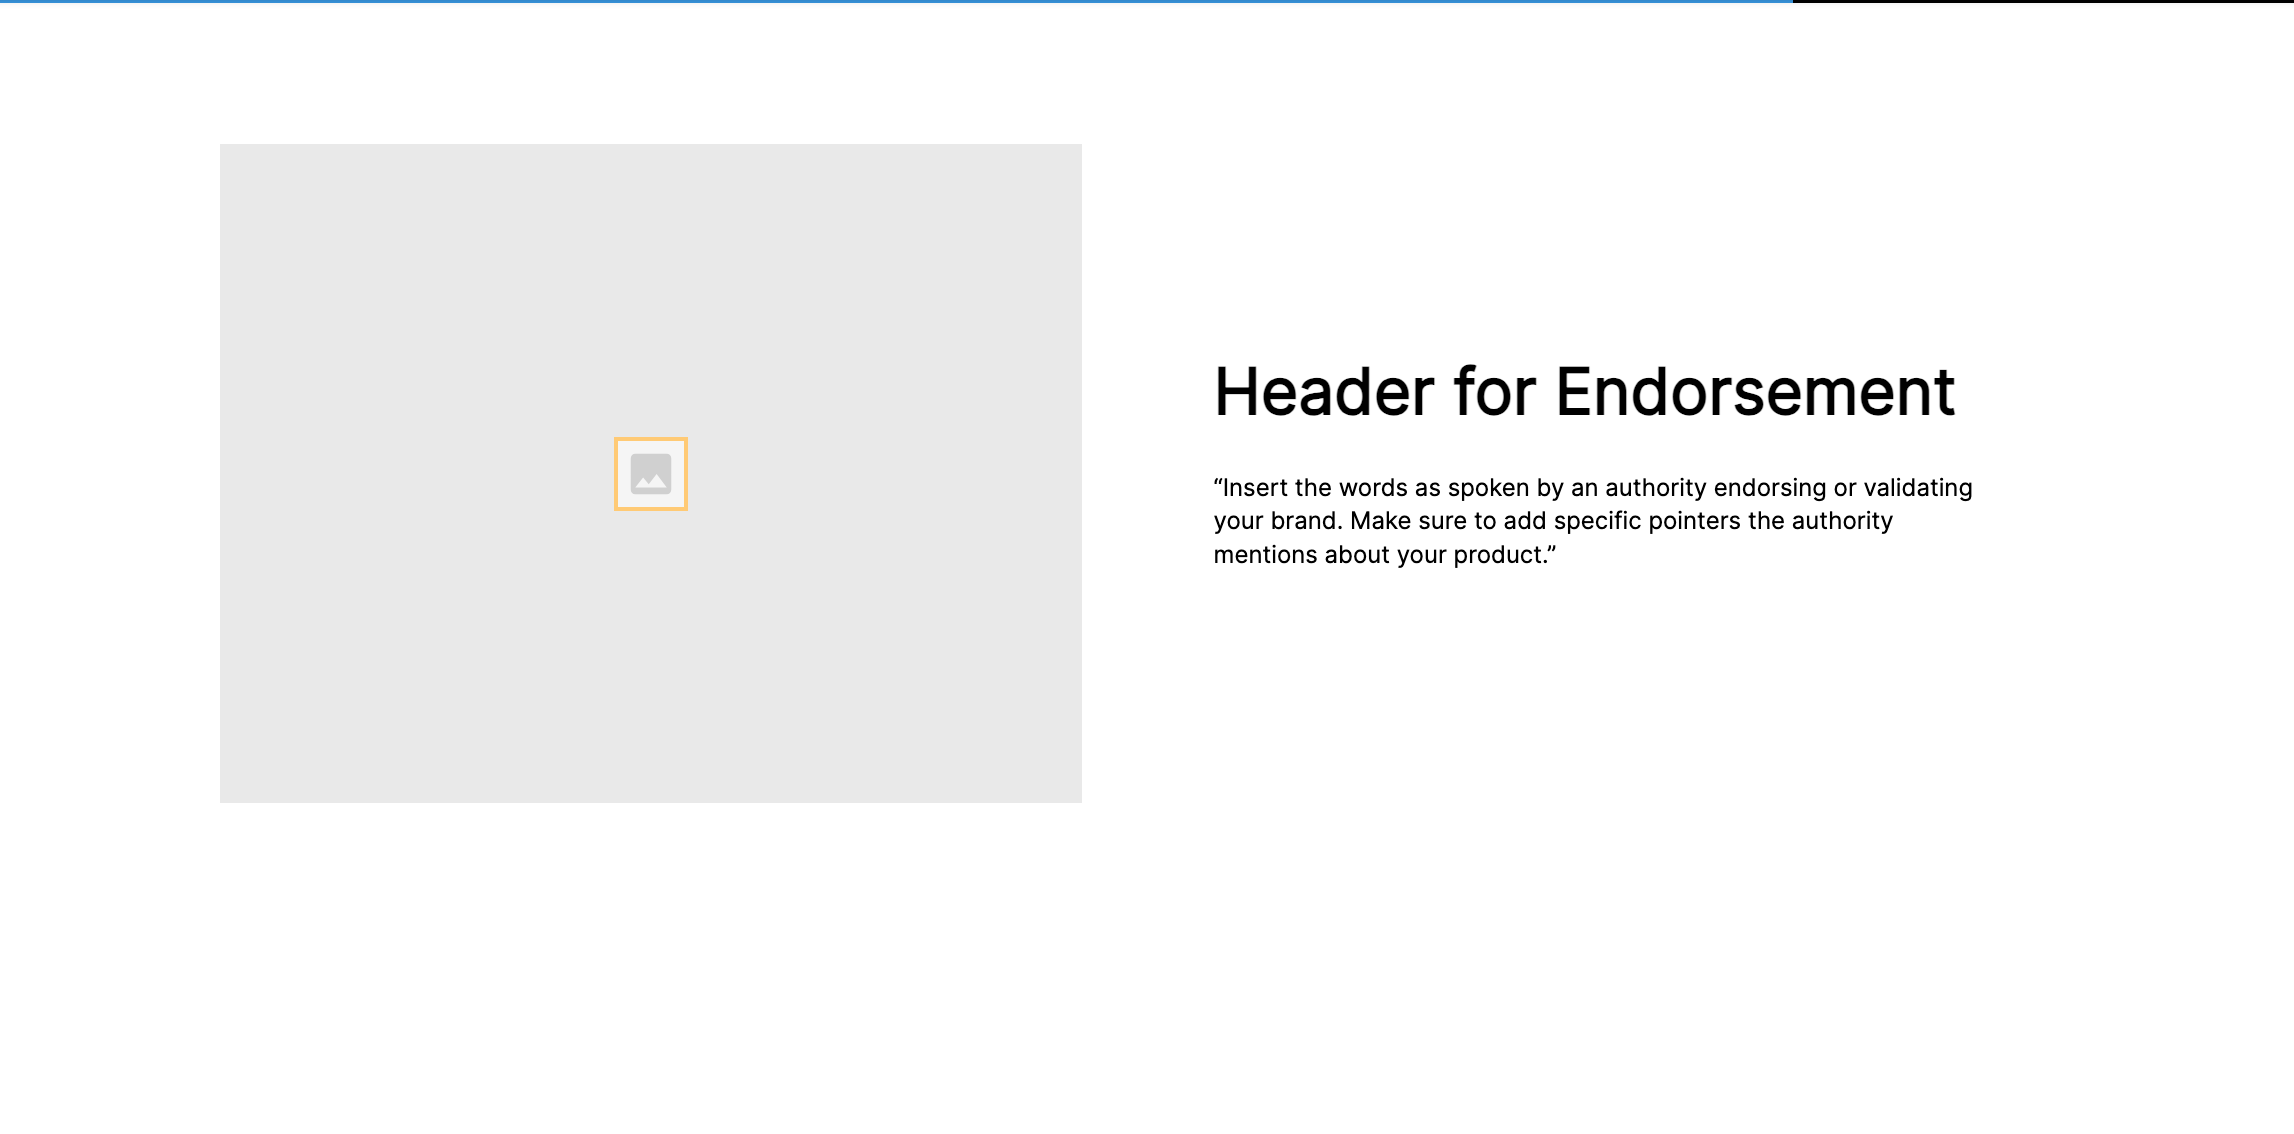 Header for Endorsement
“Insert the words as spoken by an authority endorsing or validating
your brand. Make sure to add specific pointers the authority
mentions about your product.”